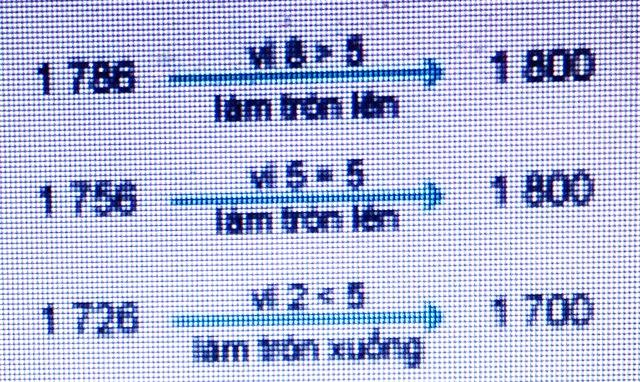 vì 8 > 5
1 786 1 800
làm tròn lên
vì 5 = 5
1 756 1 800
làm tròn lên
vì 2 < 5
1 726 1 700
làm tròn xuống